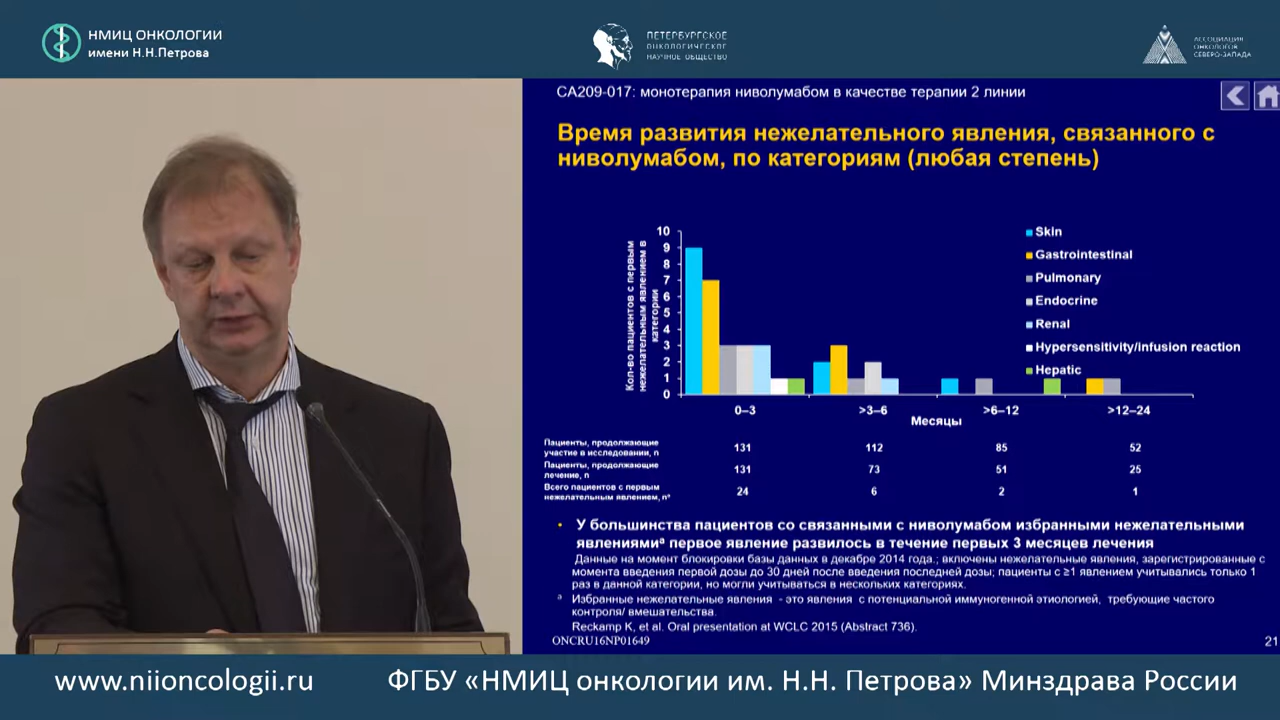 НМИЦ ОНКОЛОГИИ
имени Н.Н.Петрова
ПЕТЕРБУРГСКОЕ
ОНКОЛОГИЧЕСКОЕ
НАУЧНОЕ ОБЩЕСТВО
АССОЦИАЦИЯ
ОНКОЛОГОВ
СЕВЕРО-ЗАПАДА
CA209-017: монотерапия ниволумабом в качестве терапии 2 линии
Время развития нежелательного явления, связанного с
ниволумабом, по категориям (любая степень)
Кол-во пациентов с первым
нежелательным явлением в
категории
10
9
8
7
6
5
4
3
2
1
0
Skin
Gastrointestinal
Pulmonary
Endocrine
Renal
Hypersensitivity/infusion reaction
Hepatic
0–3 >3–6 >6–12 >12–24
Месяцы
Пациенты, продолжающие
участие в исследовании, n 131 112 85 52
Пациенты, продолжающие
лечение, n 131 73 51 25
Всего пациентов с первым
нежелательным явлением, nª 24 6 2 1
• У большинства пациентов со связанными с ниволумабом избранными нежелательными
явлениямиª первое явление развилось в течение первых 3 месяцев лечения
Данные на момент блокировки базы данных в декабре 2014 года.; включены нежелательные явления, зарегистрированные с
момента введения первой дозы до 30 дней после введения последней дозы; пациенты с ≥1 явлением учитывались только 1
раз в данной категории, но могли учитываться в нескольких категориях.
ª Избранные нежелательные явления - это явления с потенциальной иммуногенной этиологией, требующие частого
контроля/ вмешательства.
Reckamp K, et al. Oral presentation at WCLC 2015 (Abstract 736).
ONCRU16NP01649
21
www.niioncologii.ru ФГБУ «НМИЦ онкологии им. Н.Н. Петрова» Минздрава России